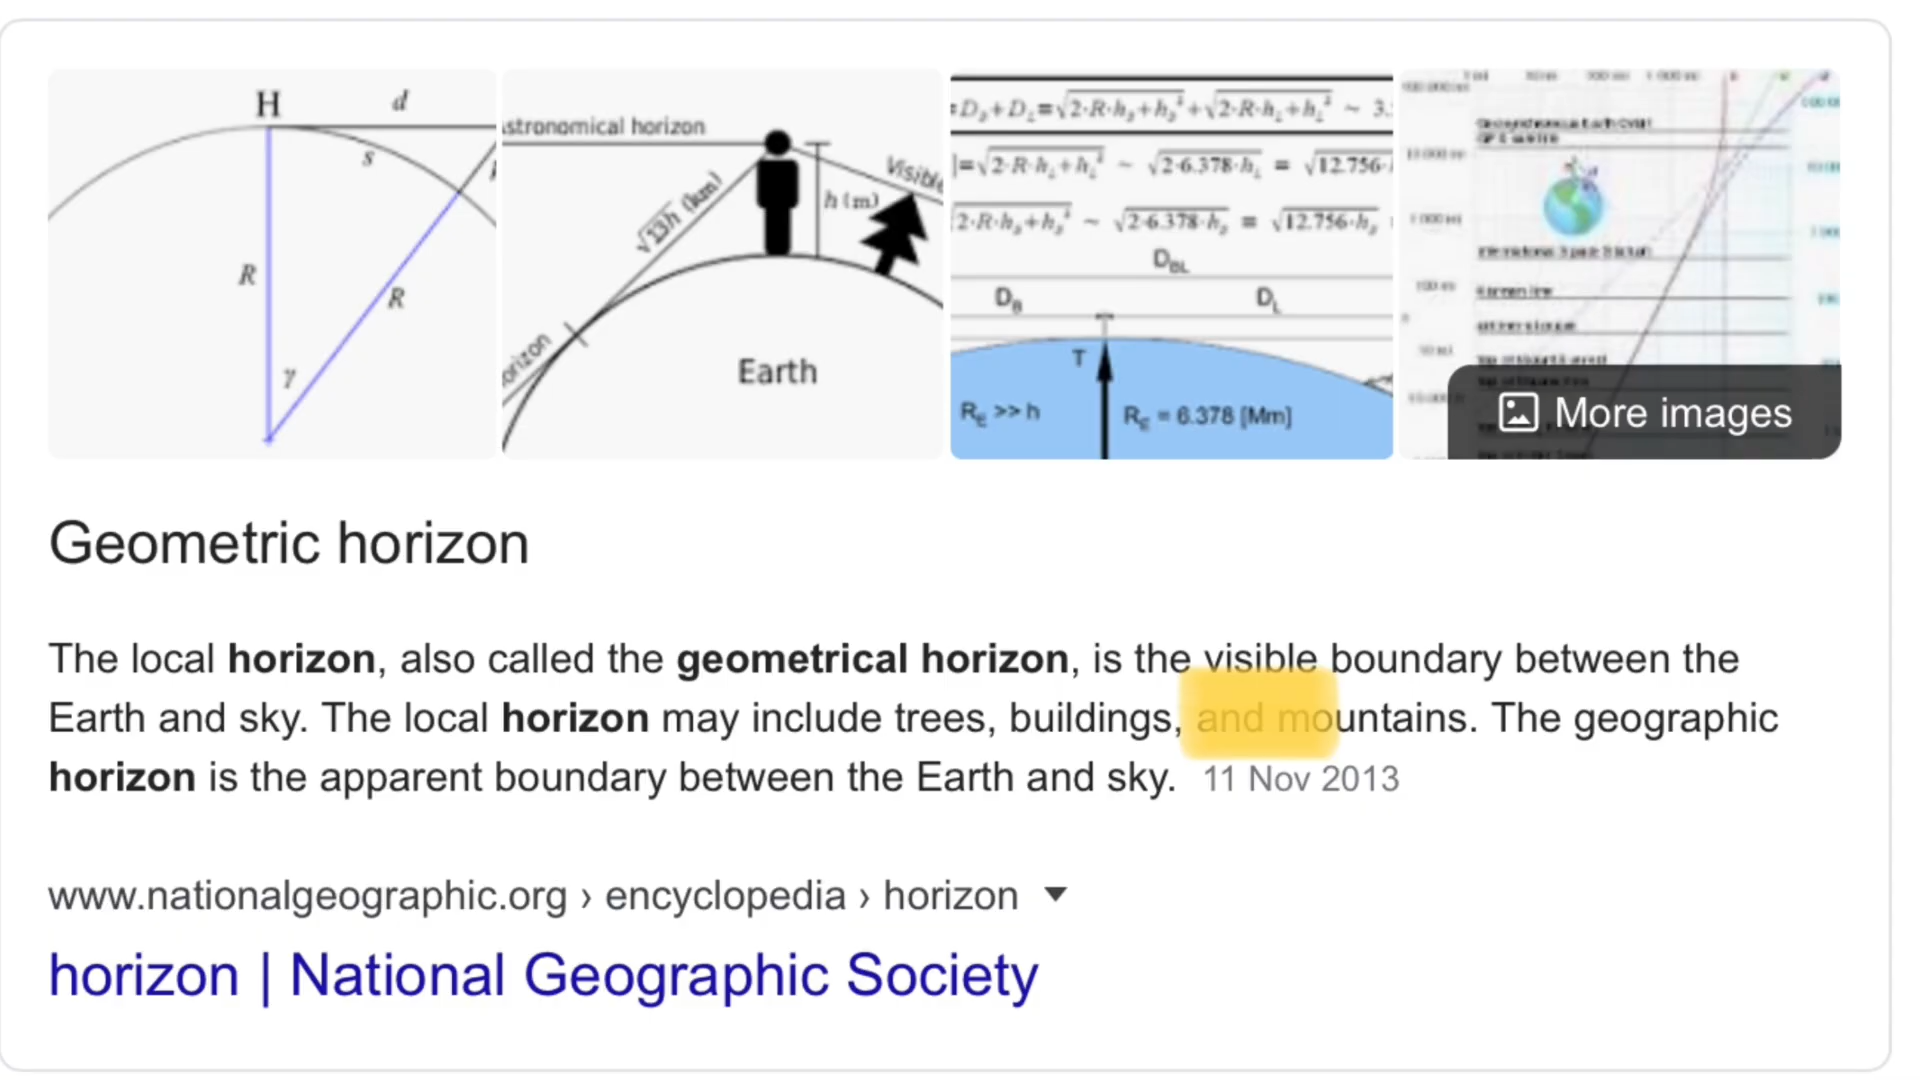 H
d
s
R
R
γ
stronomical horizon
√13h (km)
h (m)
Visible
orizon
Earth
D_BL
D_B
D_L
T
R_E >> h
R_E = 6.378 [Mm]
More images
Geometric horizon
The local horizon, also called the geometrical horizon, is the visible boundary between the
Earth and sky. The local horizon may include trees, buildings, and mountains. The geographic
horizon is the apparent boundary between the Earth and sky. 11 Nov 2013
www.nationalgeographic.org › encyclopedia › horizon
horizon | National Geographic Society